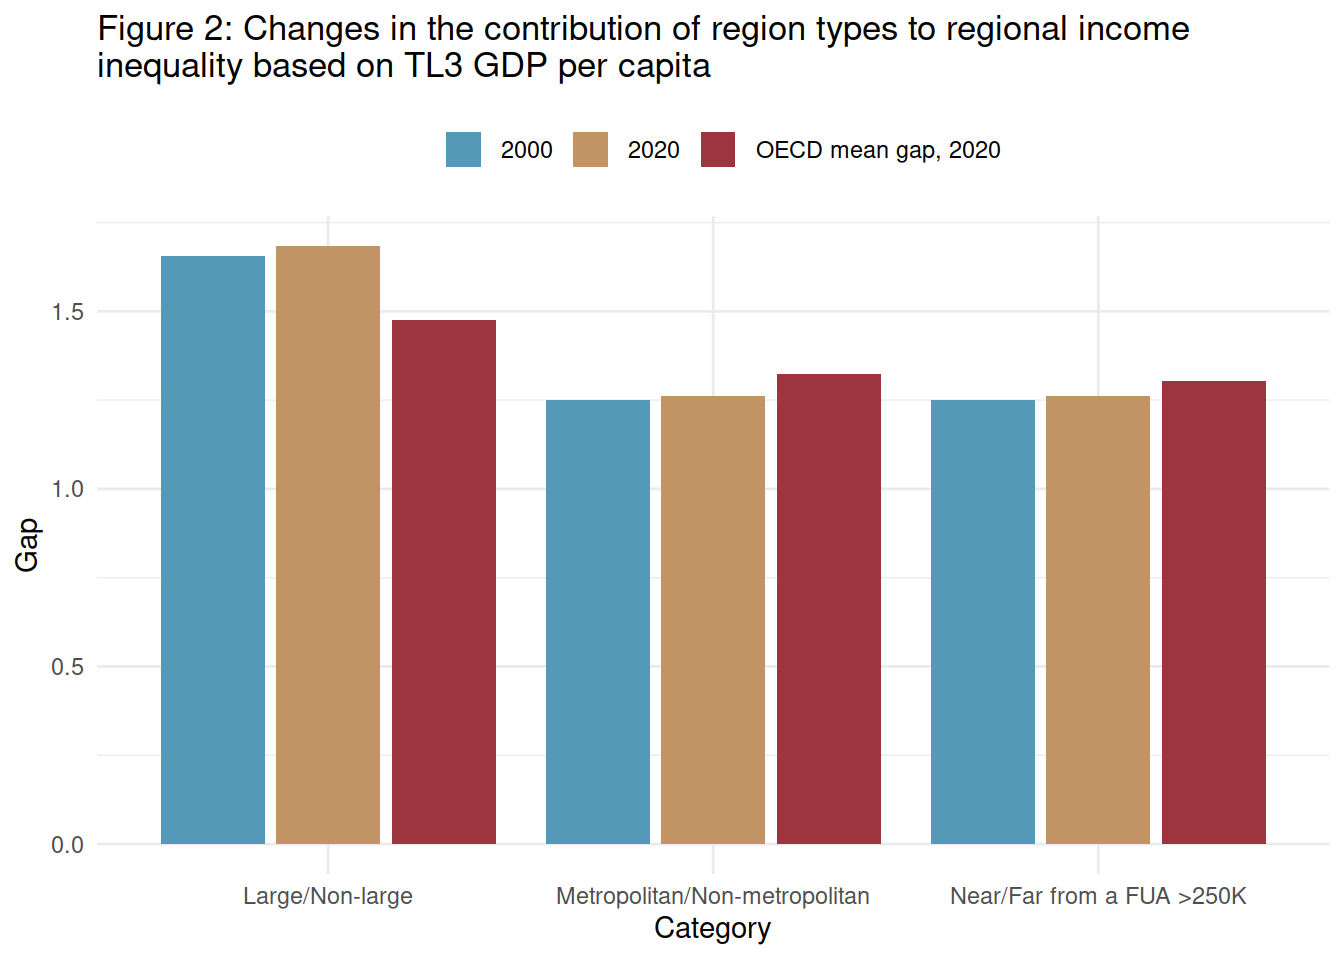 Figure 2: Changes in the contribution of region types to regional income
inequality based on TL3 GDP per capita
2000 2020 OECD mean gap, 2020
1.5
1.0
0.5
0.0
Gap
Large/Non-large Metropolitan/Non-metropolitan Near/Far from a FUA >250K
Category